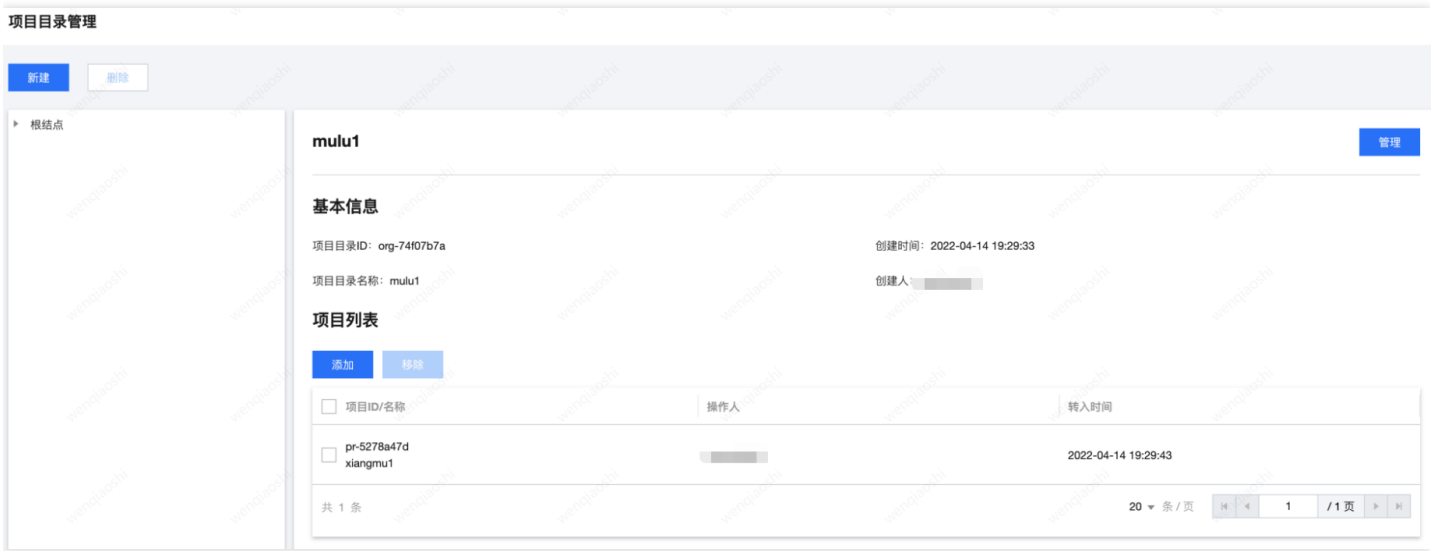 项目目录管理
新建 删除
根结点
mulu1 管理
基本信息
项目目录ID：org-74f07b7a 创建时间：2022-04-14 19:29:33
项目目录名称：mulu1 创建人：
项目列表
添加 移除
项目ID/名称 操作人 转入时间
pr-5278a47d
xiangmu1 2022-04-14 19:29:43
共 1 条 20 条 / 页 1 / 1 页
wenqiaoshi